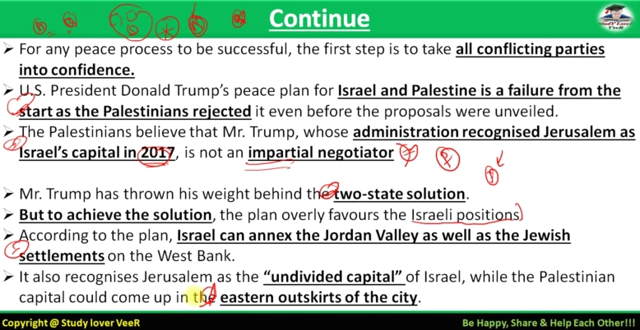 Continue
➤ For any peace process to be successful, the first step is to take all conflicting parties
into confidence.
➤ U.S. President Donald Trump's peace plan for Israel and Palestine is a failure from the
start as the Palestinians rejected it even before the proposals were unveiled.
➤ The Palestinians believe that Mr. Trump, whose administration recognised Jerusalem as
Israel's capital in 2017, is not an impartial negotiator
➤ Mr. Trump has thrown his weight behind the two-state solution.
➤ But to achieve the solution, the plan overly favours the Israeli positions
➤ According to the plan, Israel can annex the Jordan Valley as well as the Jewish
settlements on the West Bank.
➤ It also recognises Jerusalem as the "undivided capital" of Israel, while the Palestinian
capital could come up in the eastern outskirts of the city.
Copyright @ Study lover VeeR
Be Happy, Share & Help Each Other!!!